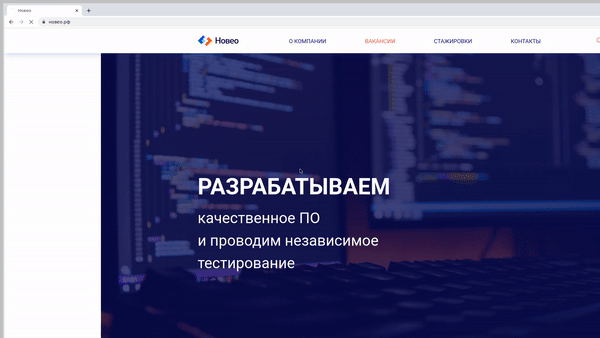 Новео
новео.рф
Новео
О КОМПАНИИ
ВАКАНСИИ
СТАЖИРОВКИ
КОНТАКТЫ
РАЗРАБАТЫВАЕМ
качественное ПО
и проводим независимое
тестирование